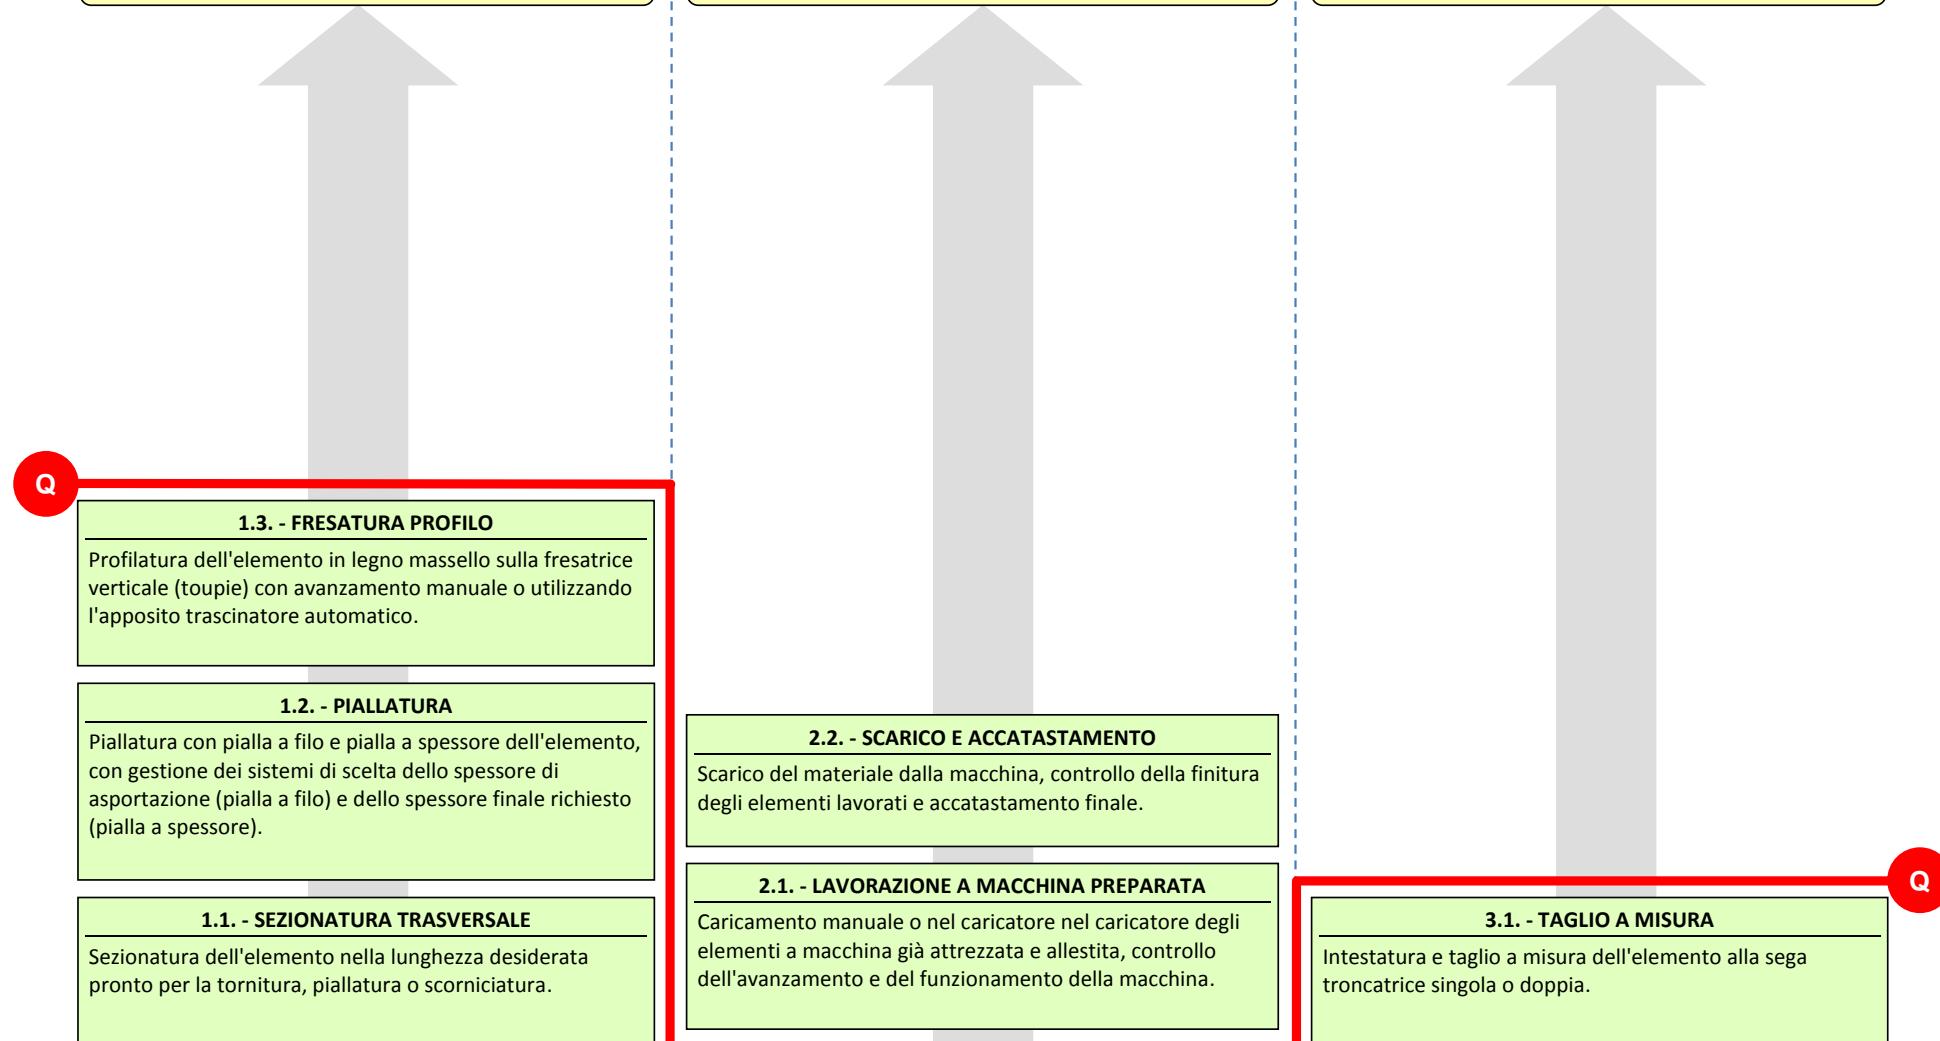 Q
1.3. - FRESATURA PROFILO
Profilatura dell'elemento in legno massello sulla fresatrice
verticale (toupie) con avanzamento manuale o utilizzando
l'apposito trascinatore automatico.
1.2. - PIALLATURA
Piallatura con pialla a filo e pialla a spessore dell'elemento,
con gestione dei sistemi di scelta dello spessore di
asportazione (pialla a filo) e dello spessore finale richiesto
(pialla a spessore).
1.1. - SEZIONATURA TRASVERSALE
Sezionatura dell'elemento nella lunghezza desiderata
pronto per la tornitura, piallatura o scorniciatura.
2.2. - SCARICO E ACCATASTAMENTO
Scarico del materiale dalla macchina, controllo della finitura
degli elementi lavorati e accatastamento finale.
2.1. - LAVORAZIONE A MACCHINA PREPARATA
Caricamento manuale o nel caricatore nel caricatore degli
elementi a macchina già attrezzata e allestita, controllo
dell'avanzamento e del funzionamento della macchina.
Q
3.1. - TAGLIO A MISURA
Intestatura e taglio a misura dell'elemento alla sega
troncatrice singola o doppia.